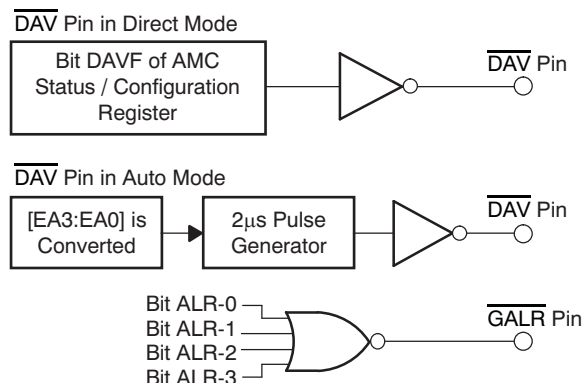 DAV Pin in Direct Mode
Bit DAVF of AMC
Status / Configuration
Register
DAV Pin
DAV Pin in Auto Mode
[EA3:EA0] is
Converted
2μs Pulse
Generator
DAV Pin
Bit ALR-0
Bit ALR-1
Bit ALR-2
Bit ALR-3
GALR Pin